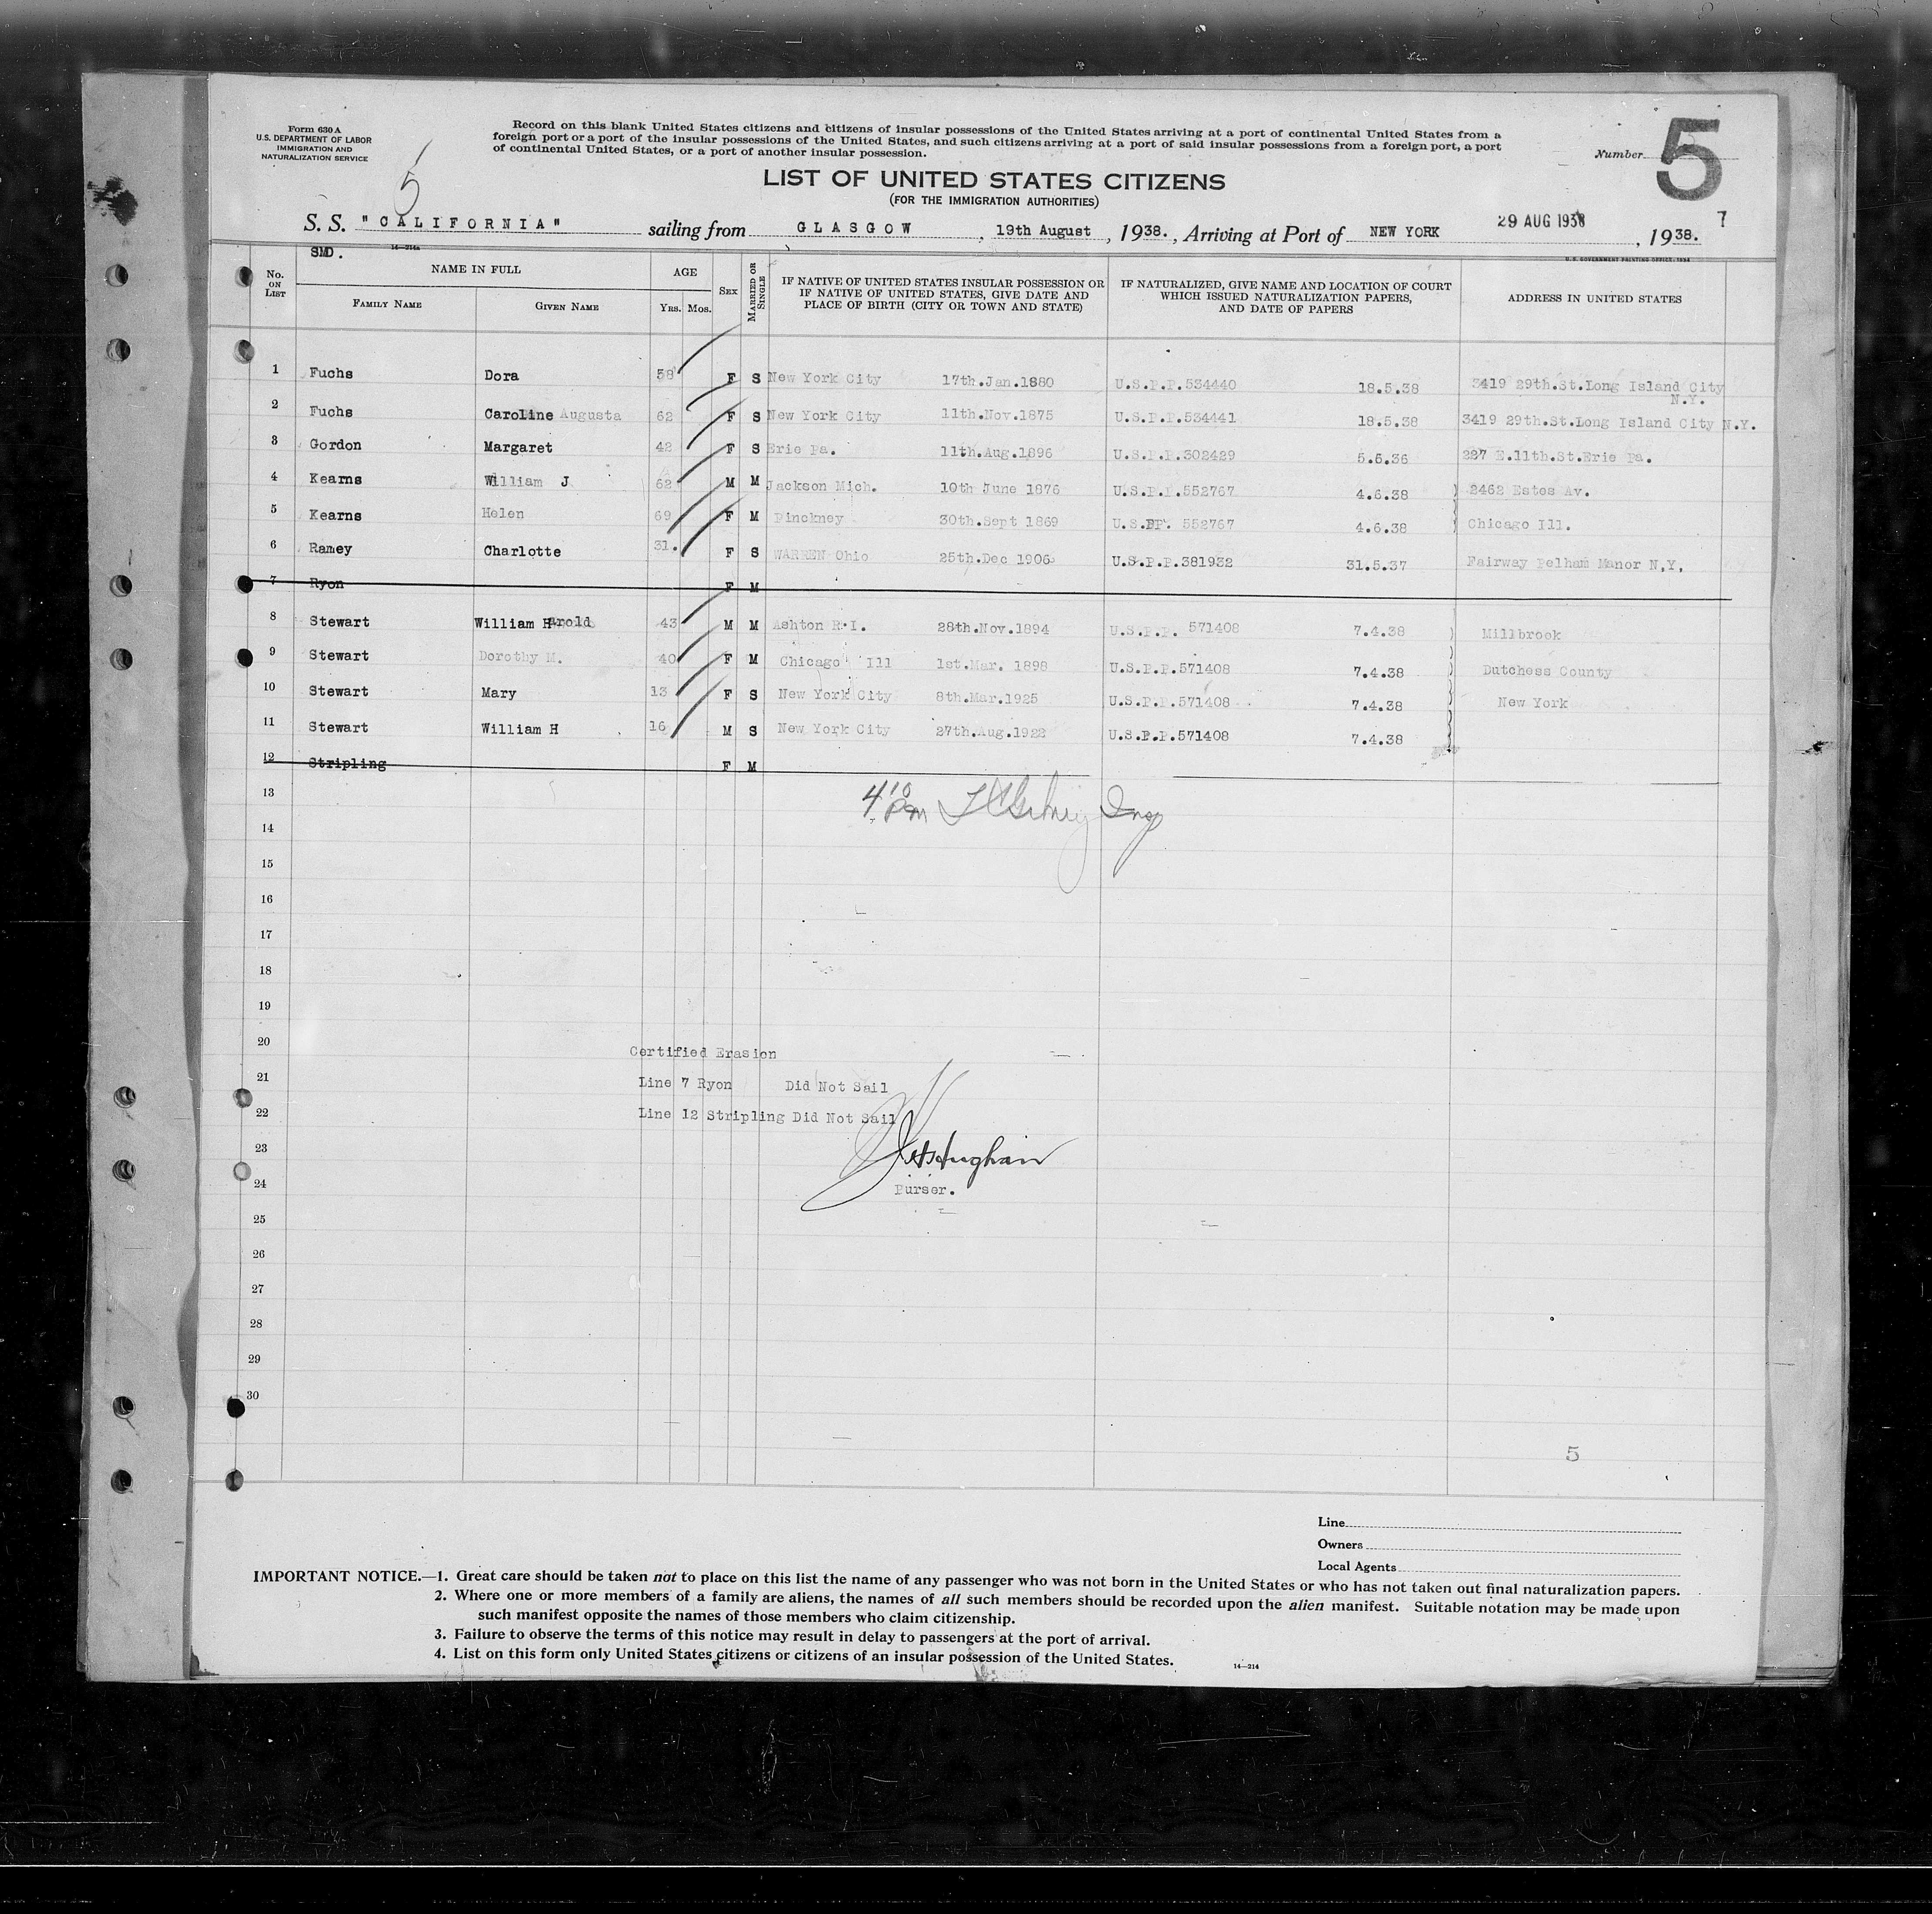 Form 630 A
U.S. DEPARTMENT OF LABOR
IMMIGRATION AND
NATURALIZATION SERVICE
5
Record on this blank United States citizens and citizens of insular possessions of the United States arriving at a port of continental United States from a
foreign port or a port of the insular possessions of the United States, and such citizens arriving at a port of said insular possessions from a foreign port, a port
of continental United States, or a port of another insular possession.
Number 5
LIST OF UNITED STATES CITIZENS
(FOR THE IMMIGRATION AUTHORITIES)
S. S. "CALIFORNIA" sailing from GLASGOW, 19th August, 1938., Arriving at Port of NEW YORK 29 AUG 1938, 1938. 7
SMD. 14—214a U. S. GOVERNMENT PRINTING OFFICE: 1934
No. ON LIST NAME IN FULL AGE SEX MARRIED OR SINGLE IF NATIVE OF UNITED STATES INSULAR POSSESSION OR IF NATIVE OF UNITED STATES, GIVE DATE AND PLACE OF BIRTH (CITY OR TOWN AND STATE) IF NATURALIZED, GIVE NAME AND LOCATION OF COURT WHICH ISSUED NATURALIZATION PAPERS, AND DATE OF PAPERS ADDRESS IN UNITED STATES
FAMILY NAME GIVEN NAME YRS. MOS.
1 Fuchs Dora 58 F S New York City 17th.Jan.1880 U.S.P.P.534440 18.5.38 3419 29th.St.Long Island City N.Y.
2 Fuchs Caroline Augusta 62 F S New York City 11th.Nov.1875 U.S.P.P.534441 18.5.38 3419 29th.St.Long Island City N.Y.
3 Gordon Margaret 42 F S Erie Pa. 11th.Aug.1896 U.S.P.P.302429 5.6.36 227 E.11th.St.Erie Pa.
4 Kearns William J 62 M M Jackson Mich. 10th June 1876 U.S.P.P.552767 4.6.38 2462 Estes Av.
5 Kearns Helen 69 F M Pinckney 30th.Sept 1869 U.S.PP. 552767 4.6.38 Chicago Ill.
6 Ramey Charlotte 31. F S WARREN Ohio 25th.Dec 1906 U.S.P.P.381932 31.5.37 Fairway Pelham Manor N.Y.
7 Ryon F M
8 Stewart William Harold 43 M M Ashton R.I. 28th.Nov.1894 U.S.P.P. 571408 7.4.38 Millbrook
9 Stewart Dorothy M. 40 F M Chicago Ill 1st.Mar. 1898 U.S.P.P.571408 7.4.38 Dutchess County
10 Stewart Mary 13 F S New York City 8th.Mar.1925 U.S.P.P.571408 7.4.38 New York
11 Stewart William H 16 M S New York City 27th.Aug.1922 U.S.P.P.571408 7.4.38
12 Stripling F M
13 4 10 pm Insp
14
15
16
17
18
19
20 Certified Erasion
21 Line 7 Ryon Did Not Sail
22 Line 12 Stripling Did Not Sail
23
24 Purser.
25
26
27
28
29
30
5
Line
Owners
Local Agents
IMPORTANT NOTICE.—1. Great care should be taken not to place on this list the name of any passenger who was not born in the United States or who has not taken out final naturalization papers.
2. Where one or more members of a family are aliens, the names of all such members should be recorded upon the alien manifest. Suitable notation may be made upon
such manifest opposite the names of those members who claim citizenship.
3. Failure to observe the terms of this notice may result in delay to passengers at the port of arrival.
4. List on this form only United States citizens or citizens of an insular possession of the United States.
14—214